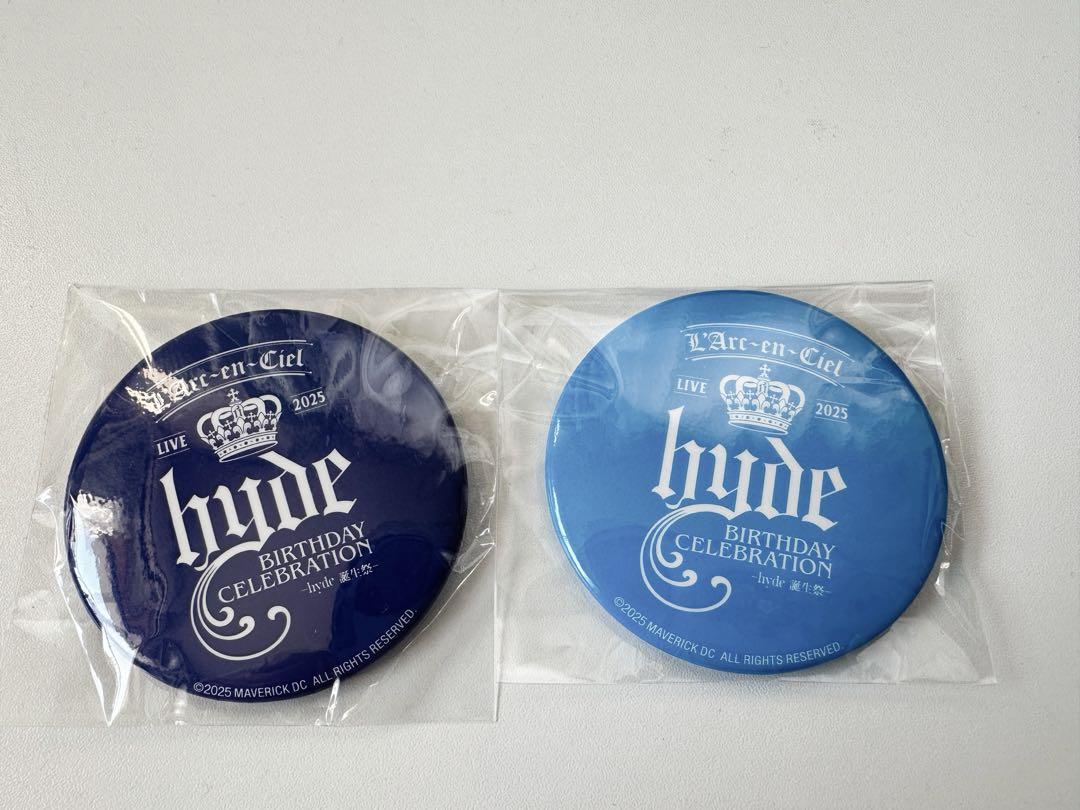 L'Arc~en~Ciel
LIVE 2025
hyde
BIRTHDAY
CELEBRATION
-hyde 誕生祭-
©2025 MAVERICK DC ALL RIGHTS RESERVED.
L'Arc~en~Ciel
LIVE 2025
hyde
BIRTHDAY
CELEBRATION
-hyde 誕生祭-
©2025 MAVERICK DC ALL RIGHTS RESERVED.